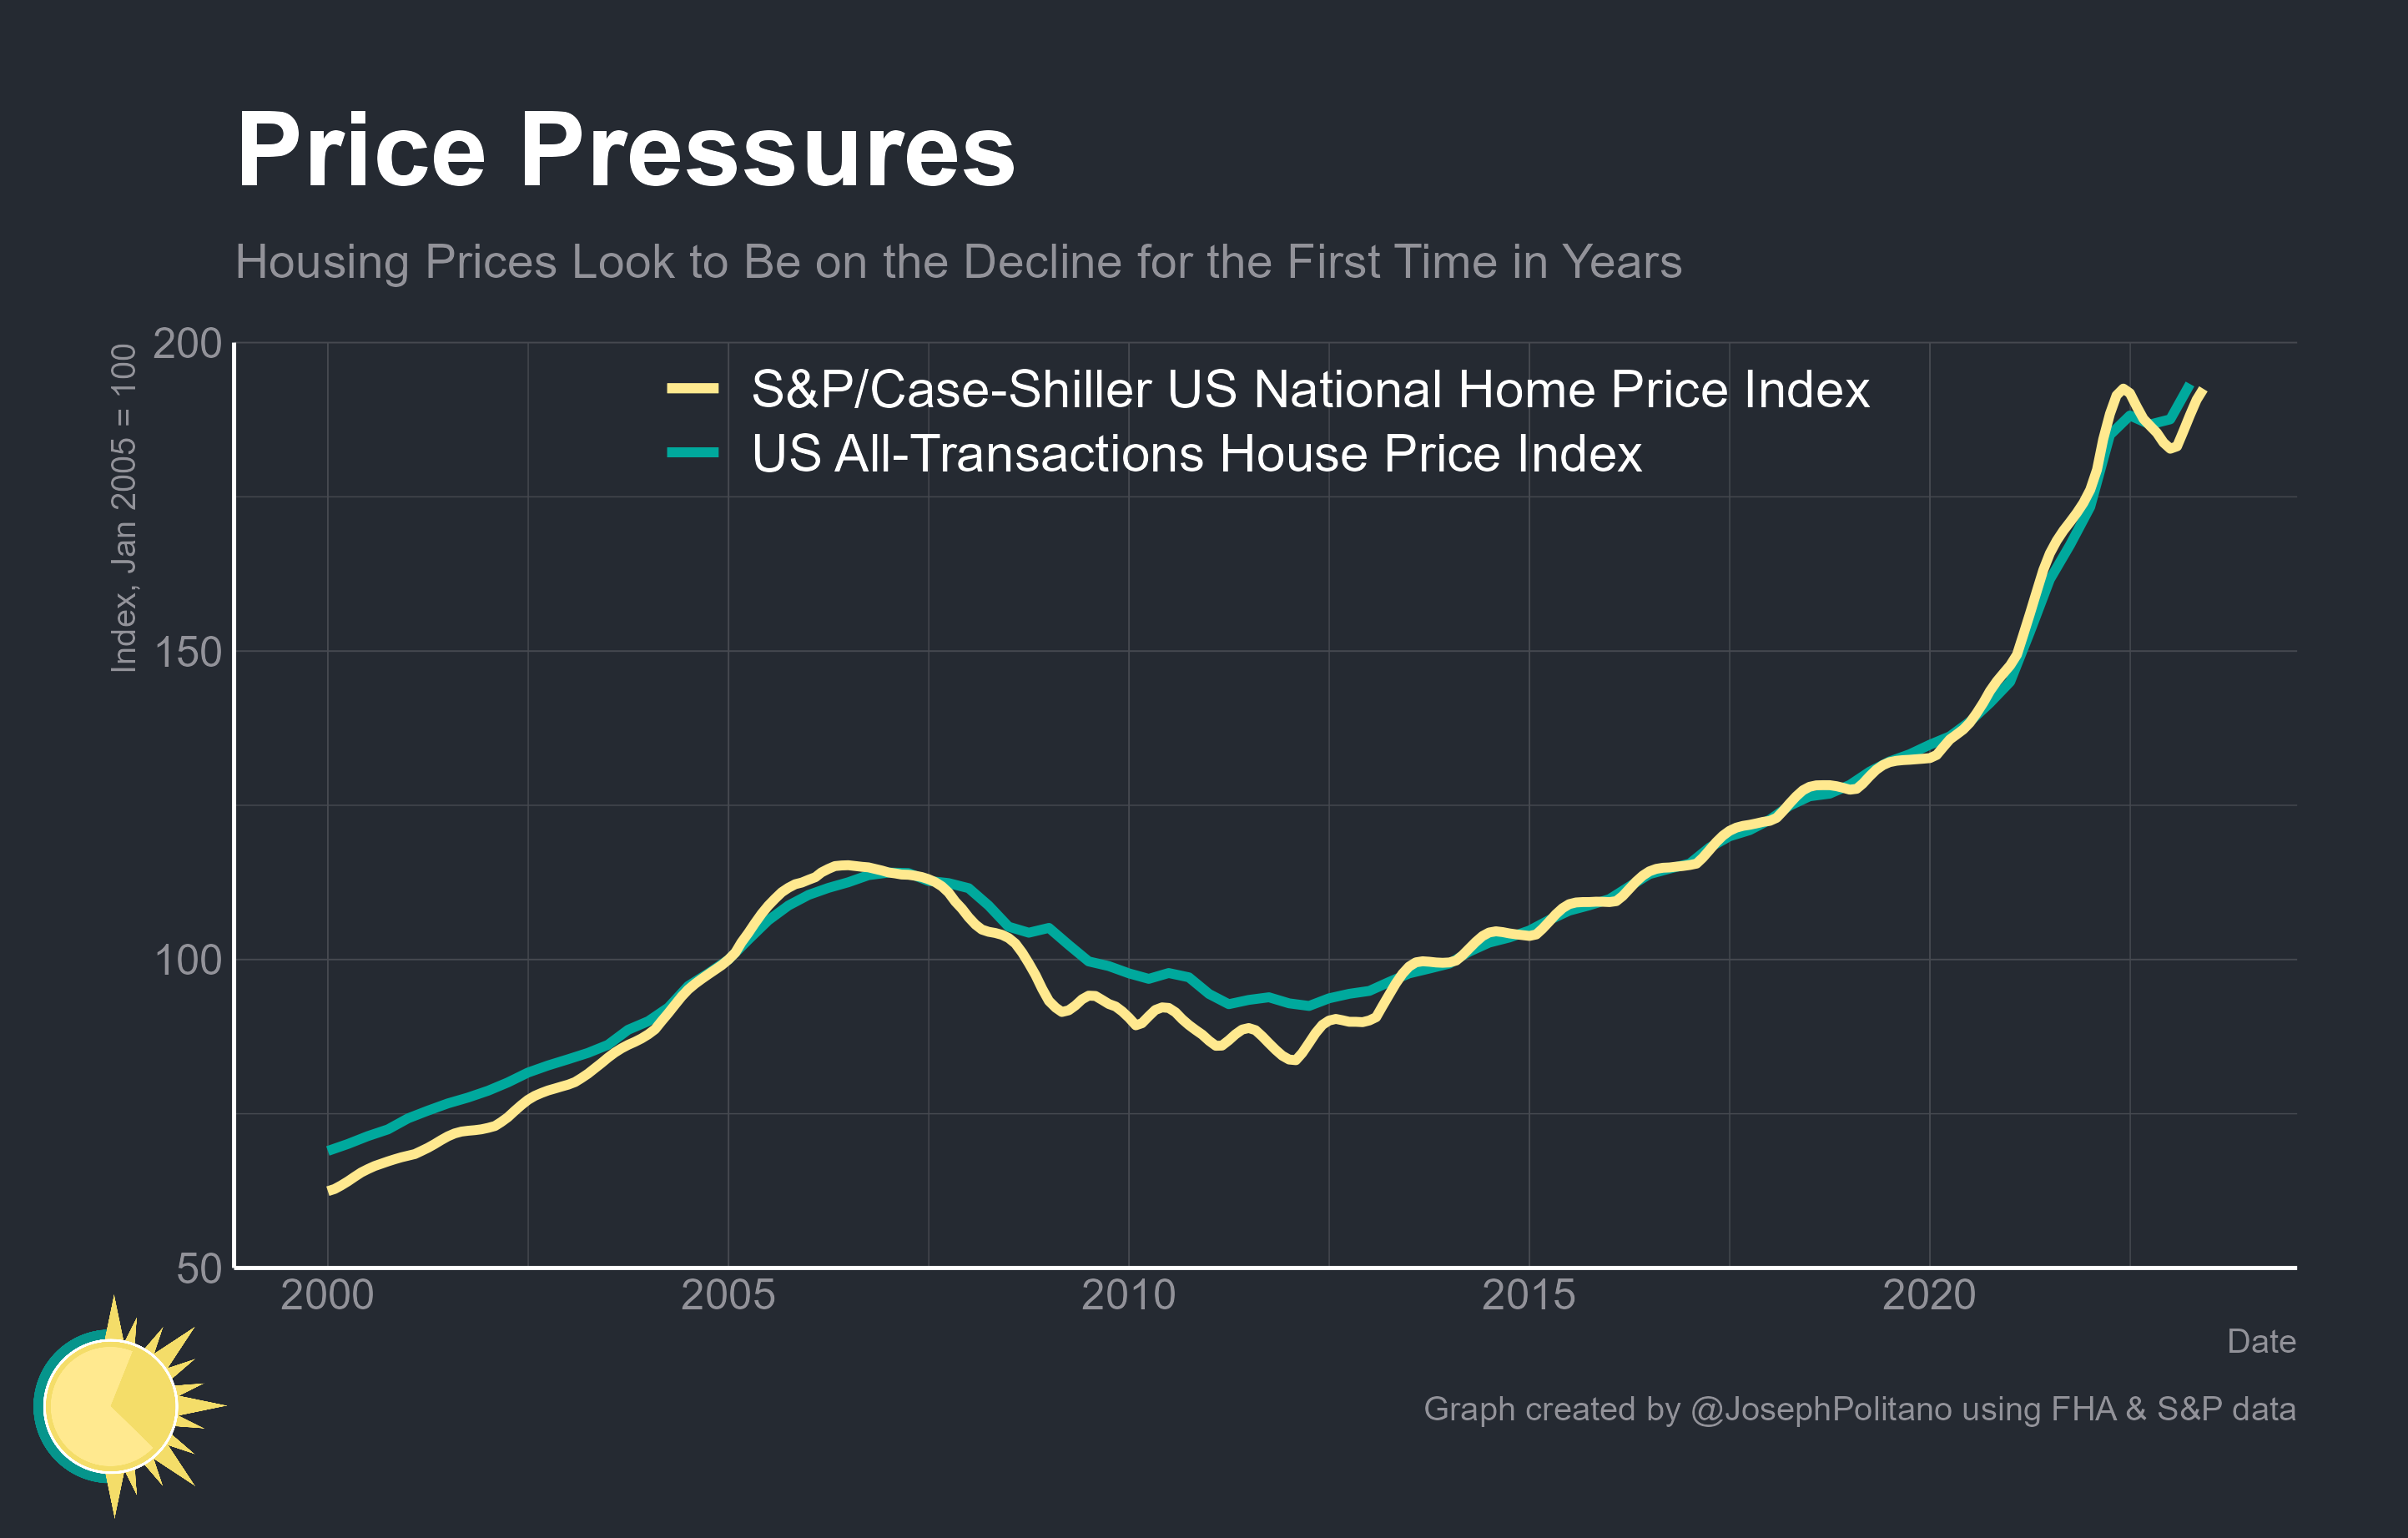 Price Pressures
Housing Prices Look to Be on the Decline for the First Time in Years
Index, Jan 2005 = 100
200
150
100
50
S&P/Case-Shiller US National Home Price Index
US All-Transactions House Price Index
2000 2005 2010 2015 2020
Date
Graph created by @JosephPolitano using FHA & S&P data